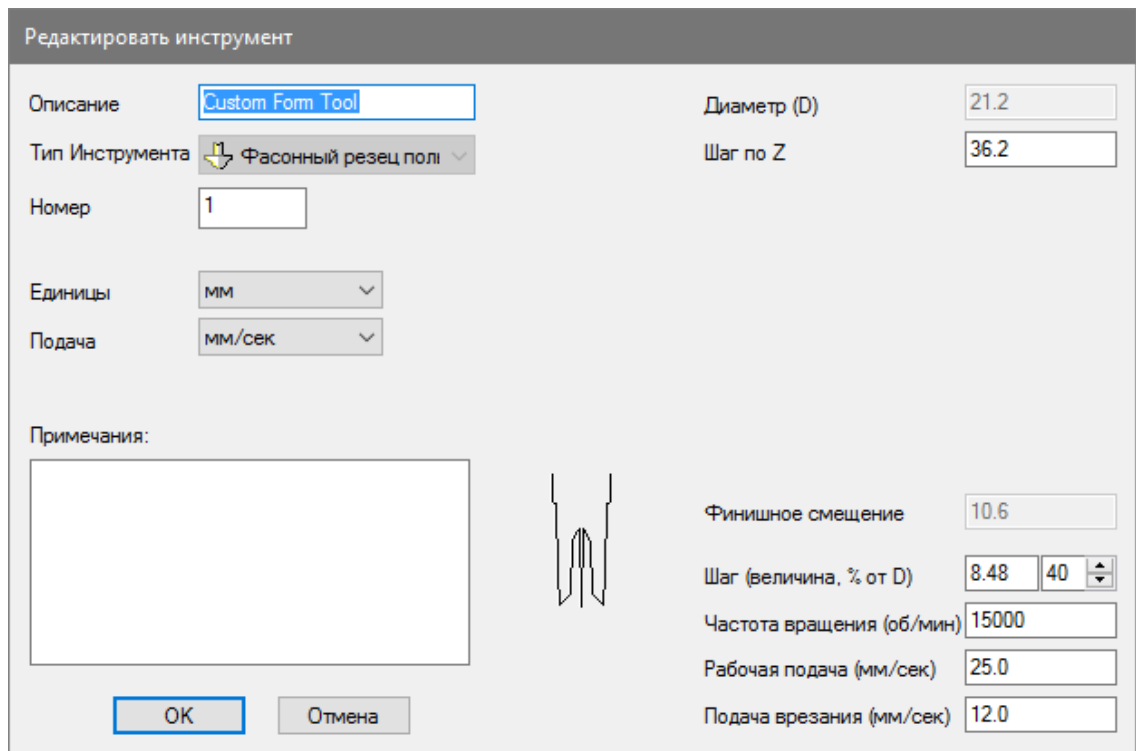 Редактировать инструмент
Описание
Custom Form Tool
Диаметр (D)
21.2
Тип Инструмента
Фасонный резец поли
Шаг по Z
36.2
Номер
1
Единицы
мм
Подача
мм/сек
Примечания:
Финишное смещение
10.6
Шаг (величина, % от D)
8.48
40
Частота вращения (об/мин)
15000
Рабочая подача (мм/сек)
25.0
Подача врезания (мм/сек)
12.0
OK
Отмена